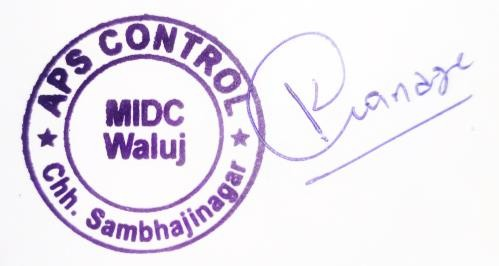 APS CONTROL
MIDC
Waluj
★ Chh. Sambhajinagar ★